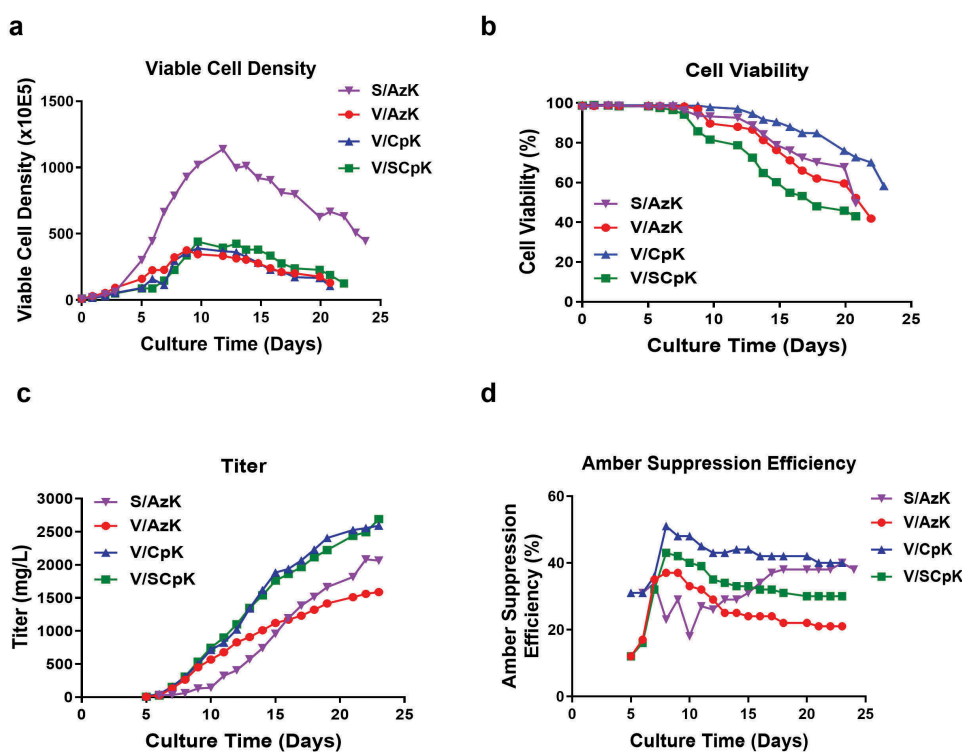 a
Viable Cell Density
Viable Cell Density (x10E5)
1500
1000
500
0
0 5 10 15 20 25
Culture Time (Days)
S/AzK
V/AzK
V/CpK
V/SCpK
b
Cell Viability
Cell Viability (%)
100
80
60
40
20
0
0 5 10 15 20 25
Culture Time (Days)
S/AzK
V/AzK
V/CpK
V/SCpK
c
Titer
Titer (mg/L)
3000
2500
2000
1500
1000
500
0
0 5 10 15 20 25
Culture Time (Days)
S/AzK
V/AzK
V/CpK
V/SCpK
d
Amber Suppression Efficiency
Amber Suppression
Efficiency (%)
60
40
20
0
0 5 10 15 20 25
Culture Time (Days)
S/AzK
V/AzK
V/CpK
V/SCpK